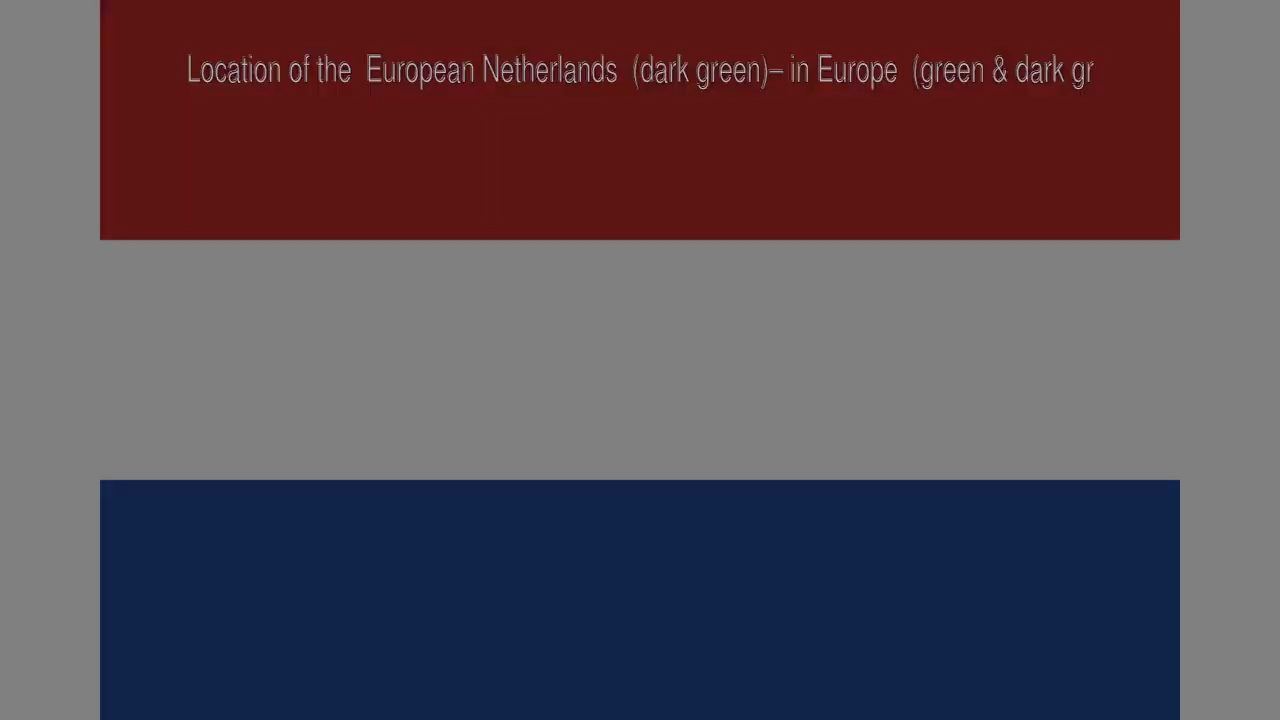 Location of the  European Netherlands  (dark green)– in Europe  (green & dark gr